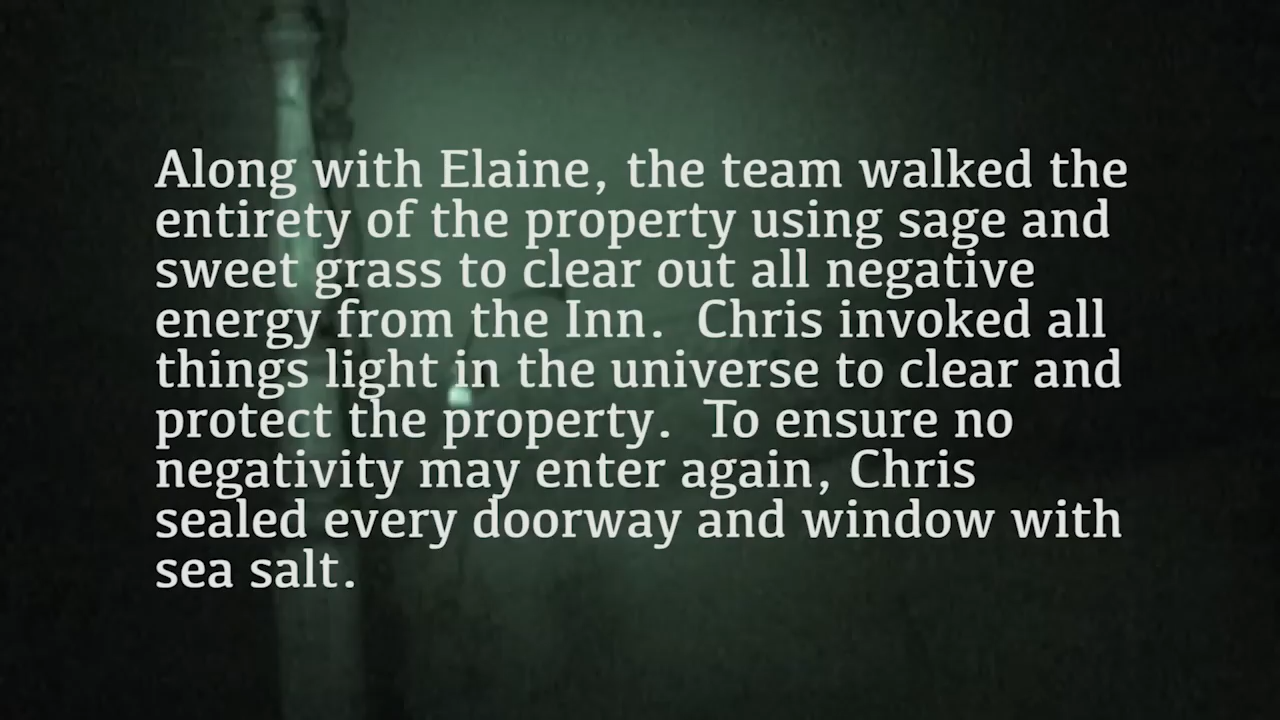 Along with Elaine, the team walked the
entirety of the property using sage and
sweet grass to clear out all negative
energy from the Inn.  Chris invoked all
things light in the universe to clear and
protect the property.  To ensure no
negativity may enter again, Chris
sealed every doorway and window with
sea salt.